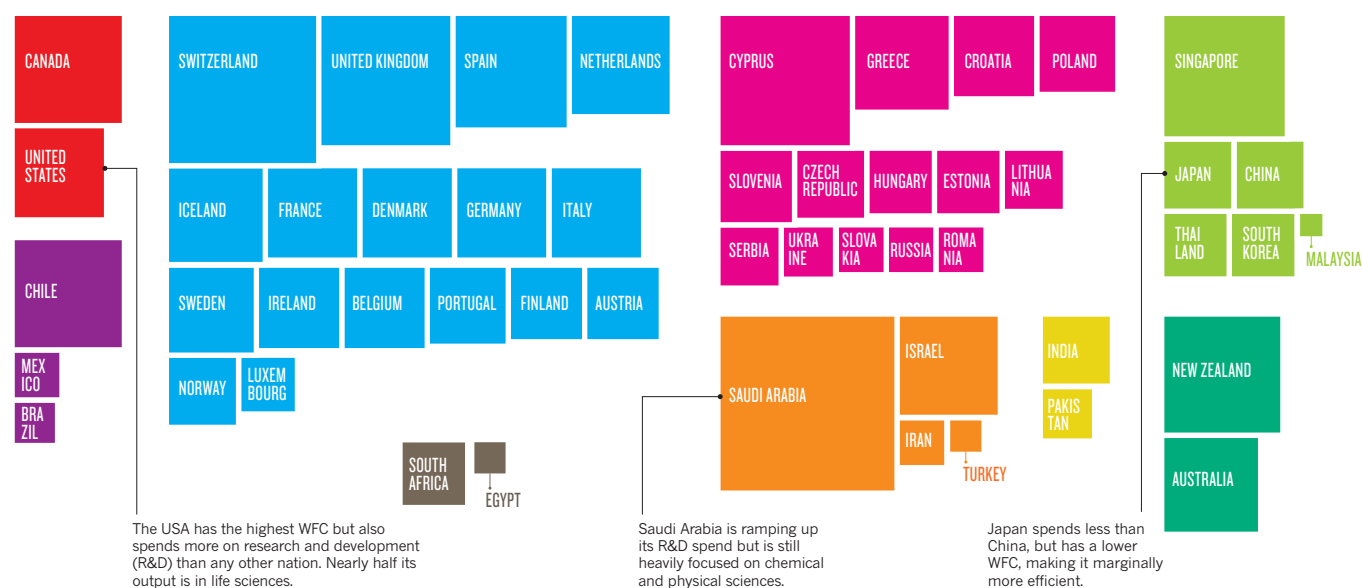 CANADA
UNITED
STATES
CHILE
MEX
ICO
BRA
ZIL
SWITZERLAND
UNITED KINGDOM
SPAIN
NETHERLANDS
ICELAND
FRANCE
DENMARK
GERMANY
ITALY
SWEDEN
IRELAND
BELGIUM
PORTUGAL
FINLAND
AUSTRIA
NORWAY
LUXEM
BOURG
SOUTH
AFRICA
EGYPT
CYPRUS
GREECE
CROATIA
POLAND
SLOVENIA
CZECH
REPUBLIC
HUNGARY
ESTONIA
LITHUA
NIA
SERBIA
UKRA
INE
SLOVA
KIA
RUSSIA
ROMA
NIA
SAUDI ARABIA
ISRAEL
IRAN
TURKEY
INDIA
PAKIS
TAN
SINGAPORE
JAPAN
CHINA
THAI
LAND
SOUTH
KOREA
MALAYSIA
NEW ZEALAND
AUSTRALIA
The USA has the highest WFC but also
spends more on research and development
(R&D) than any other nation. Nearly half its
output is in life sciences.
Saudi Arabia is ramping up
its R&D spend but is still
heavily focused on chemical
and physical sciences.
Japan spends less than
China, but has a lower
WFC, making it marginally
more efficient.